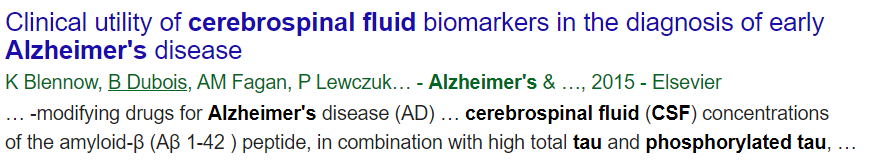 Clinical utility of cerebrospinal fluid biomarkers in the diagnosis of early
Alzheimer's disease
K Blennow, B Dubois, AM Fagan, P Lewczuk… - Alzheimer's & …, 2015 - Elsevier
… -modifying drugs for Alzheimer's disease (AD) … cerebrospinal fluid (CSF) concentrations
of the amyloid-β (Aβ 1-42 ) peptide, in combination with high total tau and phosphorylated tau, …